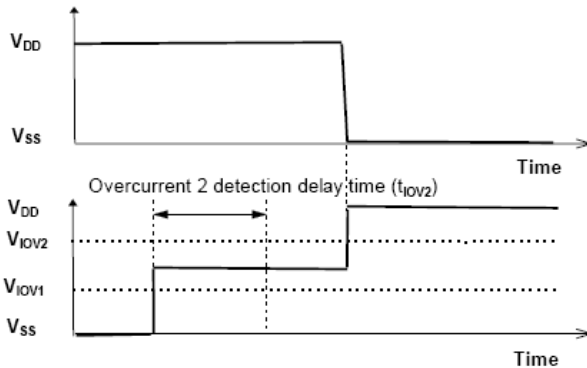 VDD
VSS
Time
Overcurrent 2 detection delay time (tIOV2)
VDD
VIOV2
VIOV1
VSS
Time